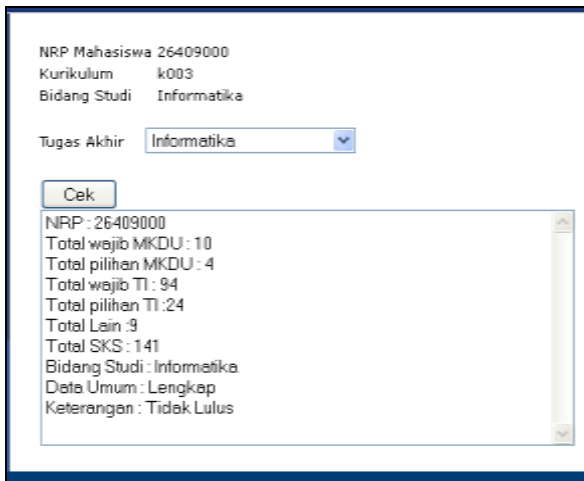 NRP Mahasiswa 26409000
Kurikulum k003
Bidang Studi Informatika
Tugas Akhir Informatika
Cek
NRP : 26409000
Total wajib MKDU : 10
Total pilihan MKDU : 4
Total wajib TI : 94
Total pilihan TI :24
Total Lain :9
Total SKS : 141
Bidang Studi : Informatika
Data Umum : Lengkap
Keterangan : Tidak Lulus